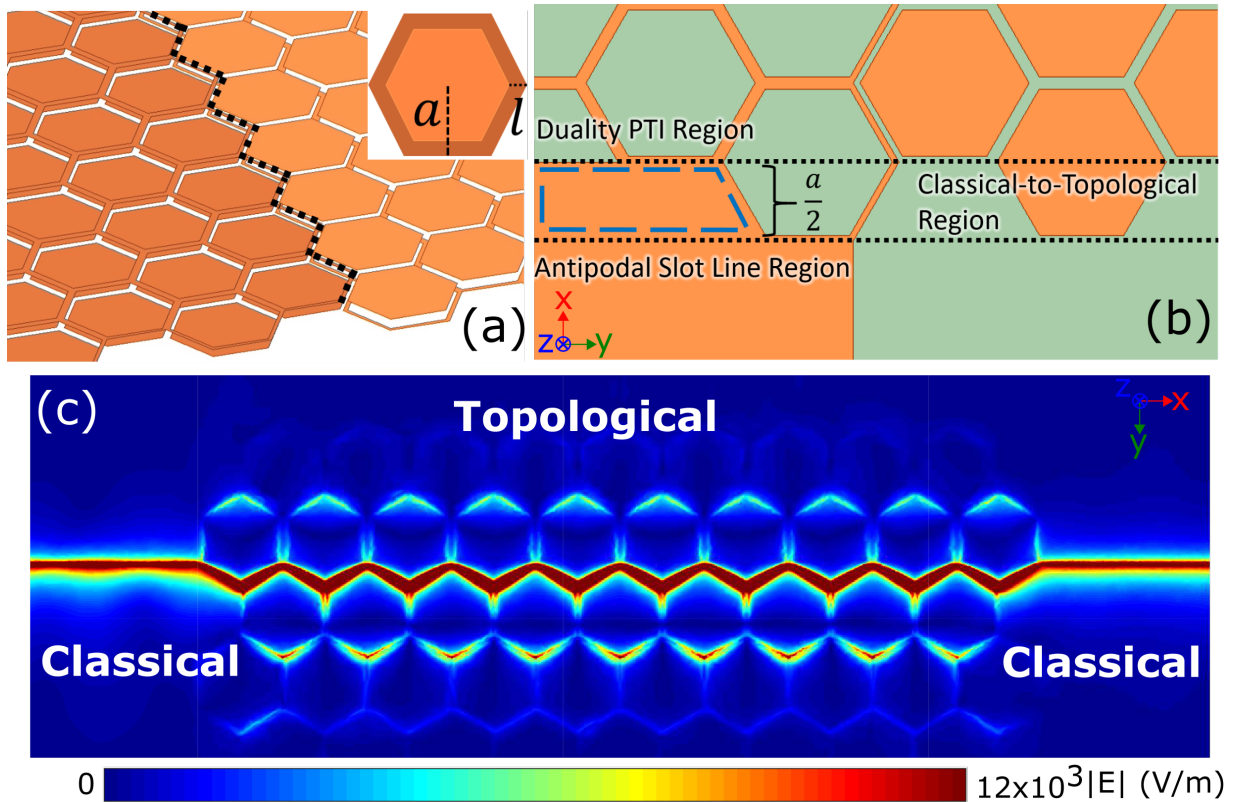 a
l
(a)
Duality PTI Region
a/2
Classical-to-Topological
Region
Antipodal Slot Line Region
x
z y
(b)
(c)
Topological
z x
y
Classical
Classical
0
12x10³|E| (V/m)